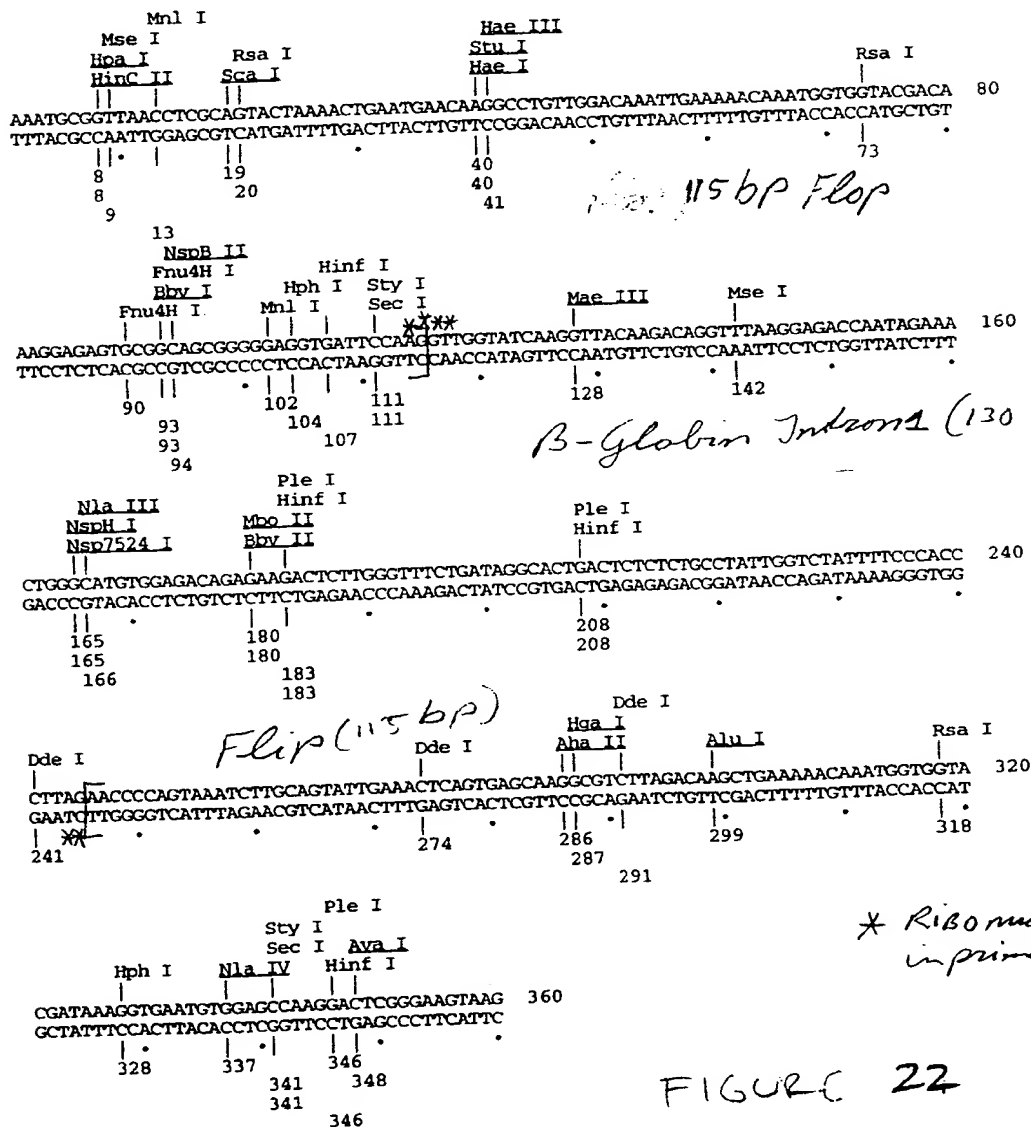 Mnl I
Mse I Hae III
Hpa I Rsa I Stu I Rsa I
HinC II Sca I Hae I
AAATGCGGTTAACCTCGCAGTACTAAAACTGAATGAACAAGGCCTGTTGGACAAATTGAAAAACAAATGGTGGTACGACA 80
TTTACGCCAATTGGAGCGTCATGATTTTGACTTACTTGTTCCGGACAACCTGTTTAACTTTTTGTTTACCACCATGCTGT
8 19 40 73
8 20 40
9 41
13
115 bp Flop
NspB II
Fnu4H I Hinf I
Bbv I Hph I Sty I
Fnu4H I Mnl I Sec I Mae III Mse I
****
AAGGAGAGTGCGGCAGCGGGGGAGGTGATTCCAAGGTTGGTATCAAGGTTACAAGACAGGTTTAAGGAGACCAATAGAAA 160
TTCCTCTCACGCCGTCGCCCCCTCCACTAAGGTTCCAACCATAGTTCCAATGTTCTGTCCAAATTCCTCTGGTTATCTTT
90 93 102 111 128 142
93 104 111
94 107
B-Globin Intron1 (130
Nla III Ple I
NspH I Hinf I Ple I
Nsp7524 I Mbo II Hinf I
Bbv II
CTGGGCATGTGGAGACAGAGAAGACTCTTGGGTTTCTGATAGGCACTGACTCTCTCTGCCTATTGGTCTATTTTCCCACC 240
GACCCGTACACCTCTGTCTCTTCTGAGAACCCAAAGACTATCCGTGACTGAGAGAGACGGATAACCAGATAAAAGGGTGG
165 180 208
165 180 208
166 183
183
Flip (115 bp)
Dde I
Hga I
Dde I Dde I Aha II Alu I Rsa I
CTTAGAACCCCAGTAAATCTTGCAGTATTGAAACTCAGTGAGCAAGGCGTCTTAGACAAGCTGAAAAACAAATGGTGGTA 320
GAATCTTGGGGTCATTTAGAACGTCATAACTTTGAGTCACTCGTTCCGCAGAATCTGTTCGACTTTTTGTTTACCACCAT
**
241 274 286 299 318
287
291
Ple I
Sty I
Sec I Ava I
Hph I Nla IV Hinf I
CGATAAAGGTGAATGTGGAGCCAAGGACTCGGGAAGTAAG 360
GCTATTTCCACTTACACCTCGGTTCCTGAGCCCTTCATTC
328 337 341 346 348
341
346
* in
FIGURE 22